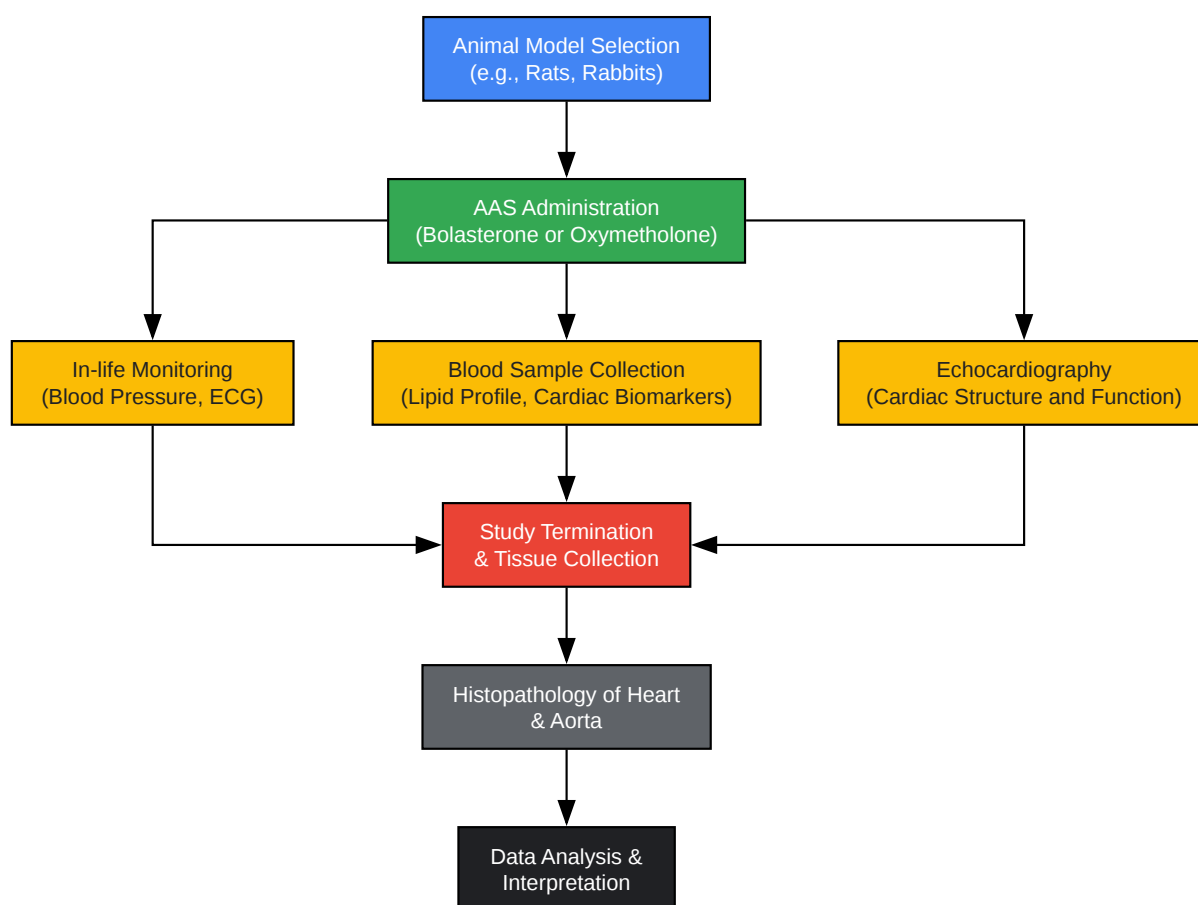 Animal Model Selection
(e.g., Rats, Rabbits)
AAS Administration
(Bolasterone or Oxymetholone)
In-life Monitoring
(Blood Pressure, ECG)
Blood Sample Collection
(Lipid Profile, Cardiac Biomarkers)
Echocardiography
(Cardiac Structure and Function)
Study Termination
& Tissue Collection
Histopathology of Heart
& Aorta
Data Analysis &
Interpretation